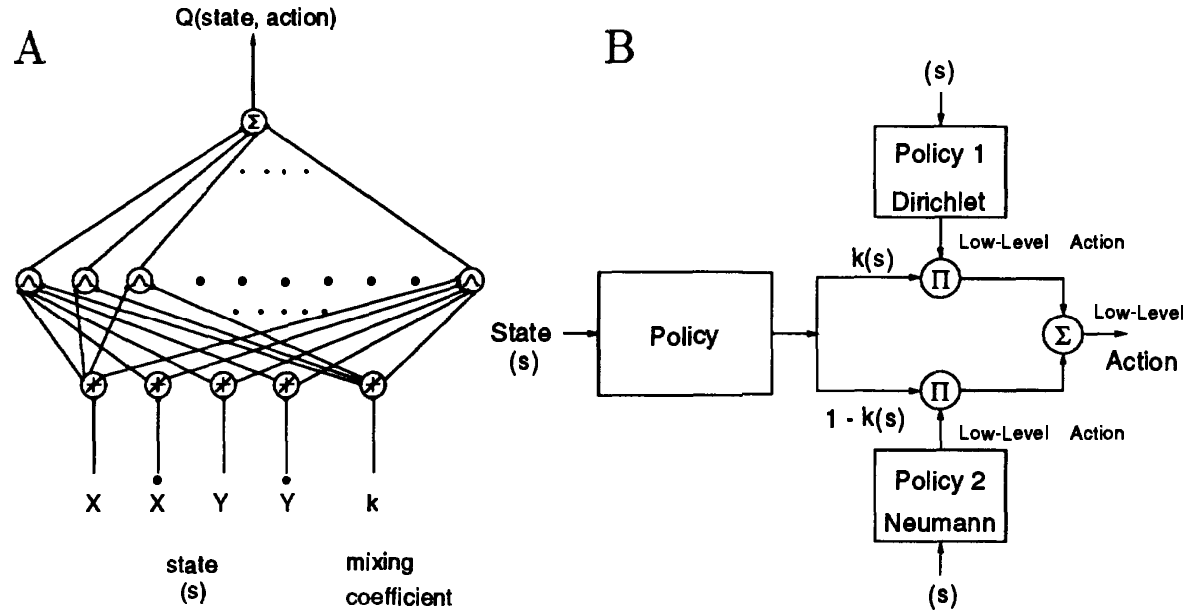 A
Q(state, action)
Σ
X Ẋ Y Ẏ k
state
(s)
mixing
coefficient
B
(s)
Policy 1
Dirichlet
Low-Level Action
k(s)
Π
State
(s)
Policy
Σ
Low-Level
Action
Π
1 - k(s)
Low-Level Action
Policy 2
Neumann
(s)